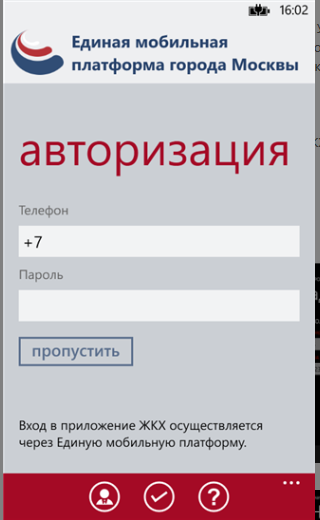 16:02
Единая мобильная
платформа города Москвы
авторизация
Телефон
+7
Пароль
пропустить
Вход в приложение ЖКХ осуществляется
через Единую мобильную платформу.
?
...